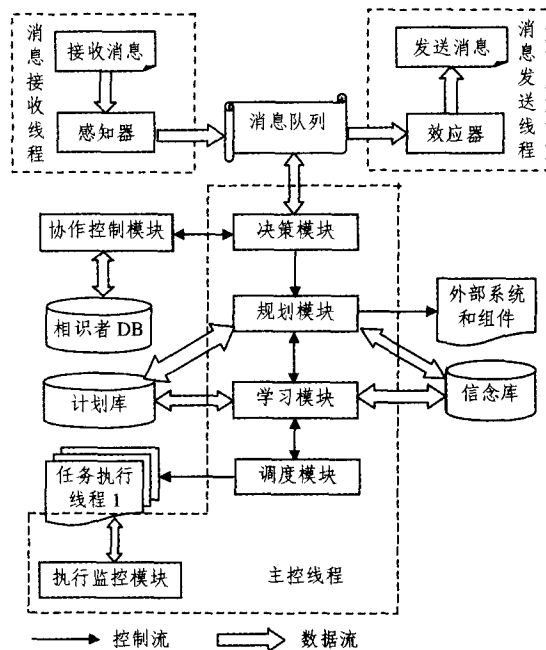 消息接收线程
接收消息
感知器
消息队列
发送消息
效应器
消息发送线程
协作控制模块
决策模块
相识者 DB
规划模块
外部系统
和组件
计划库
学习模块
信念库
任务执行
线程 1
调度模块
执行监控模块
主控线程
控制流
数据流